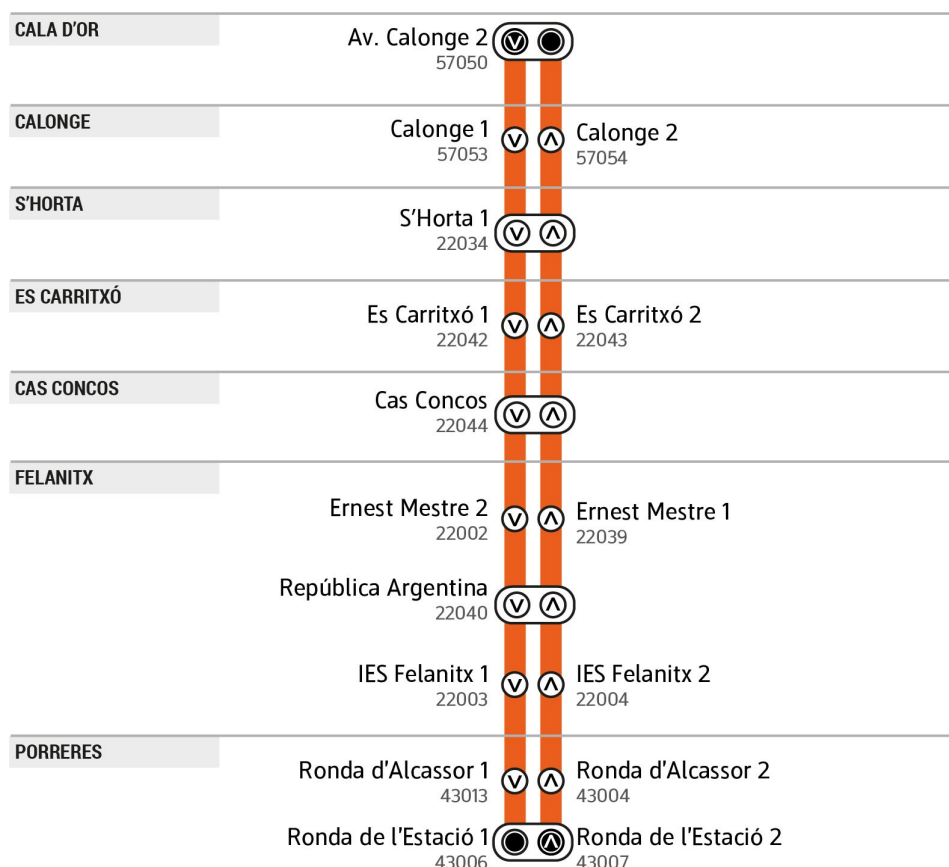 CALA D'OR
Av. Calonge 2
57050
CALONGE
Calonge 1
57053
Calonge 2
57054
S'HORTA
S'Horta 1
22034
ES CARRITXÓ
Es Carritxó 1
22042
Es Carritxó 2
22043
CAS CONCOS
Cas Concos
22044
FELANITX
Ernest Mestre 2
22002
Ernest Mestre 1
22039
República Argentina
22040
IES Felanitx 1
22003
IES Felanitx 2
22004
PORRERES
Ronda d'Alcassor 1
43013
Ronda d'Alcassor 2
43004
Ronda de l'Estació 1
43006
Ronda de l'Estació 2
43007